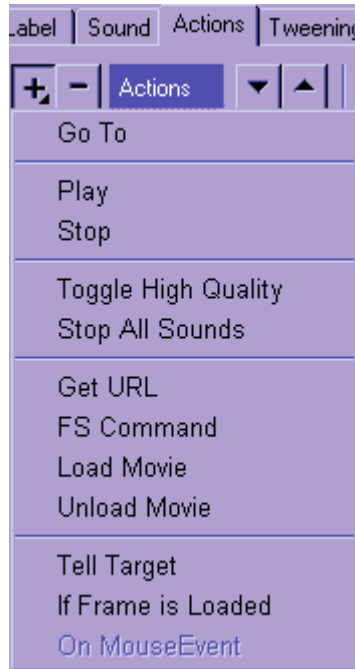 Label Sound Actions Tweening
+ - Actions
Go To
Play
Stop
Toggle High Quality
Stop All Sounds
Get URL
FS Command
Load Movie
Unload Movie
Tell Target
If Frame is Loaded
On MouseEvent